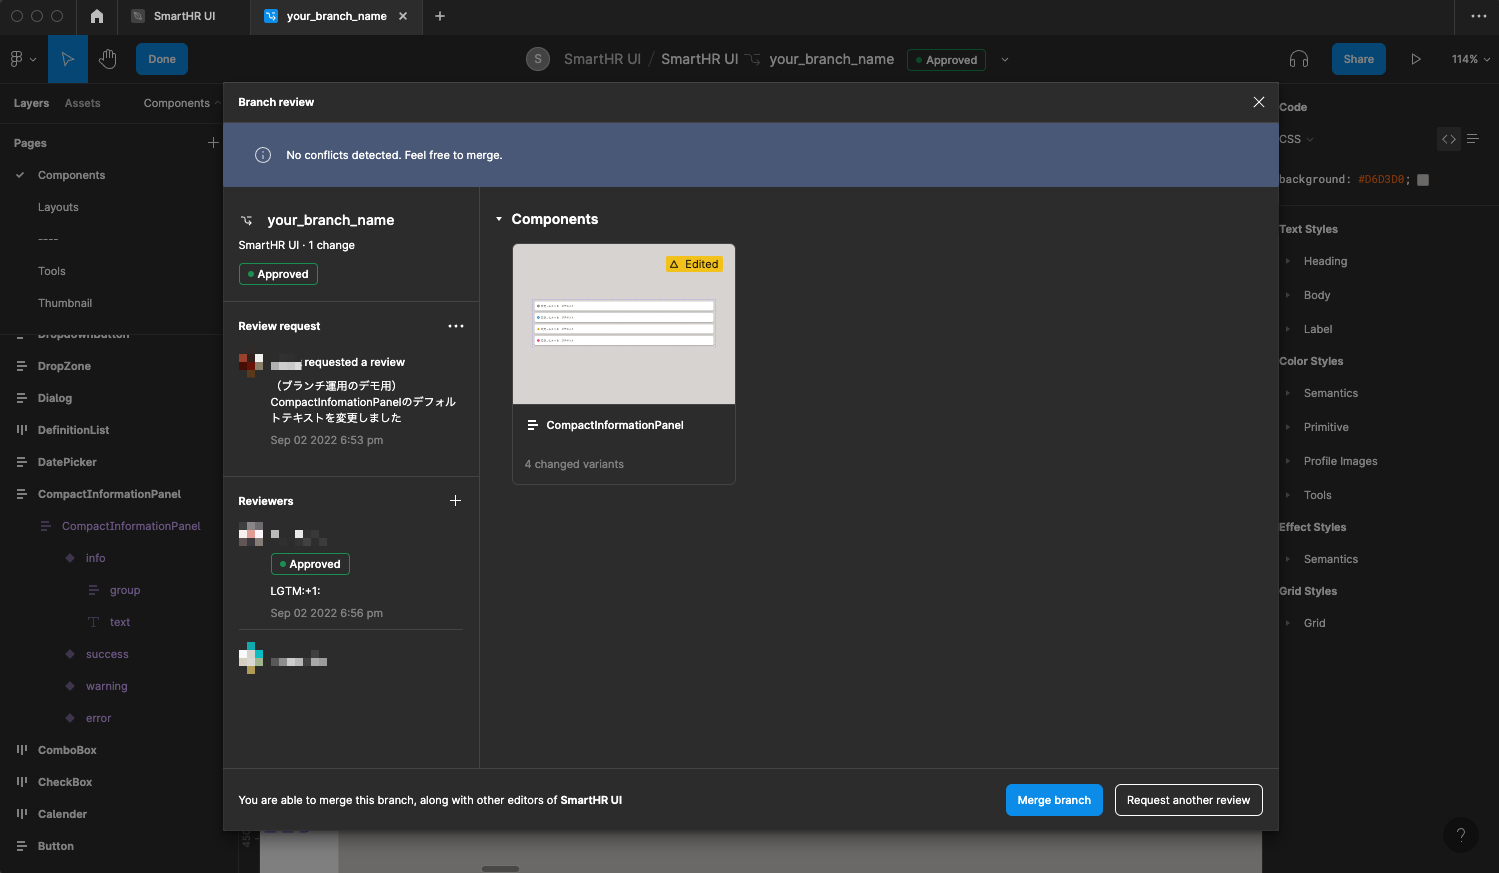 SmartHR UI
your_branch_name
Done
S
SmartHR UI / SmartHR UI
your_branch_name
Approved
Share
114%
Layers
Assets
Components
Pages
Components
Layouts
----
Tools
Thumbnail
DropdownButton
DropZone
Dialog
DefinitionList
DatePicker
CompactInformationPanel
CompactInformationPanel
info
group
text
success
warning
error
ComboBox
CheckBox
Calender
Button
Branch review
No conflicts detected. Feel free to merge.
your_branch_name
SmartHR UI · 1 change
Approved
Review request
requested a review
（ブランチ運用のデモ用）
CompactInfomationPanelのデフォル
トテキストを変更しました
Sep 02 2022 6:53 pm
Reviewers
Approved
LGTM:+1:
Sep 02 2022 6:56 pm
Components
Edited
CompactInformationPanel
4 changed variants
You are able to merge this branch, along with other editors of SmartHR UI
Merge branch
Request another review
Code
CSS
background: #D6D3D0;
Text Styles
Heading
Body
Label
Color Styles
Semantics
Primitive
Profile Images
Tools
Effect Styles
Semantics
Grid Styles
Grid
?